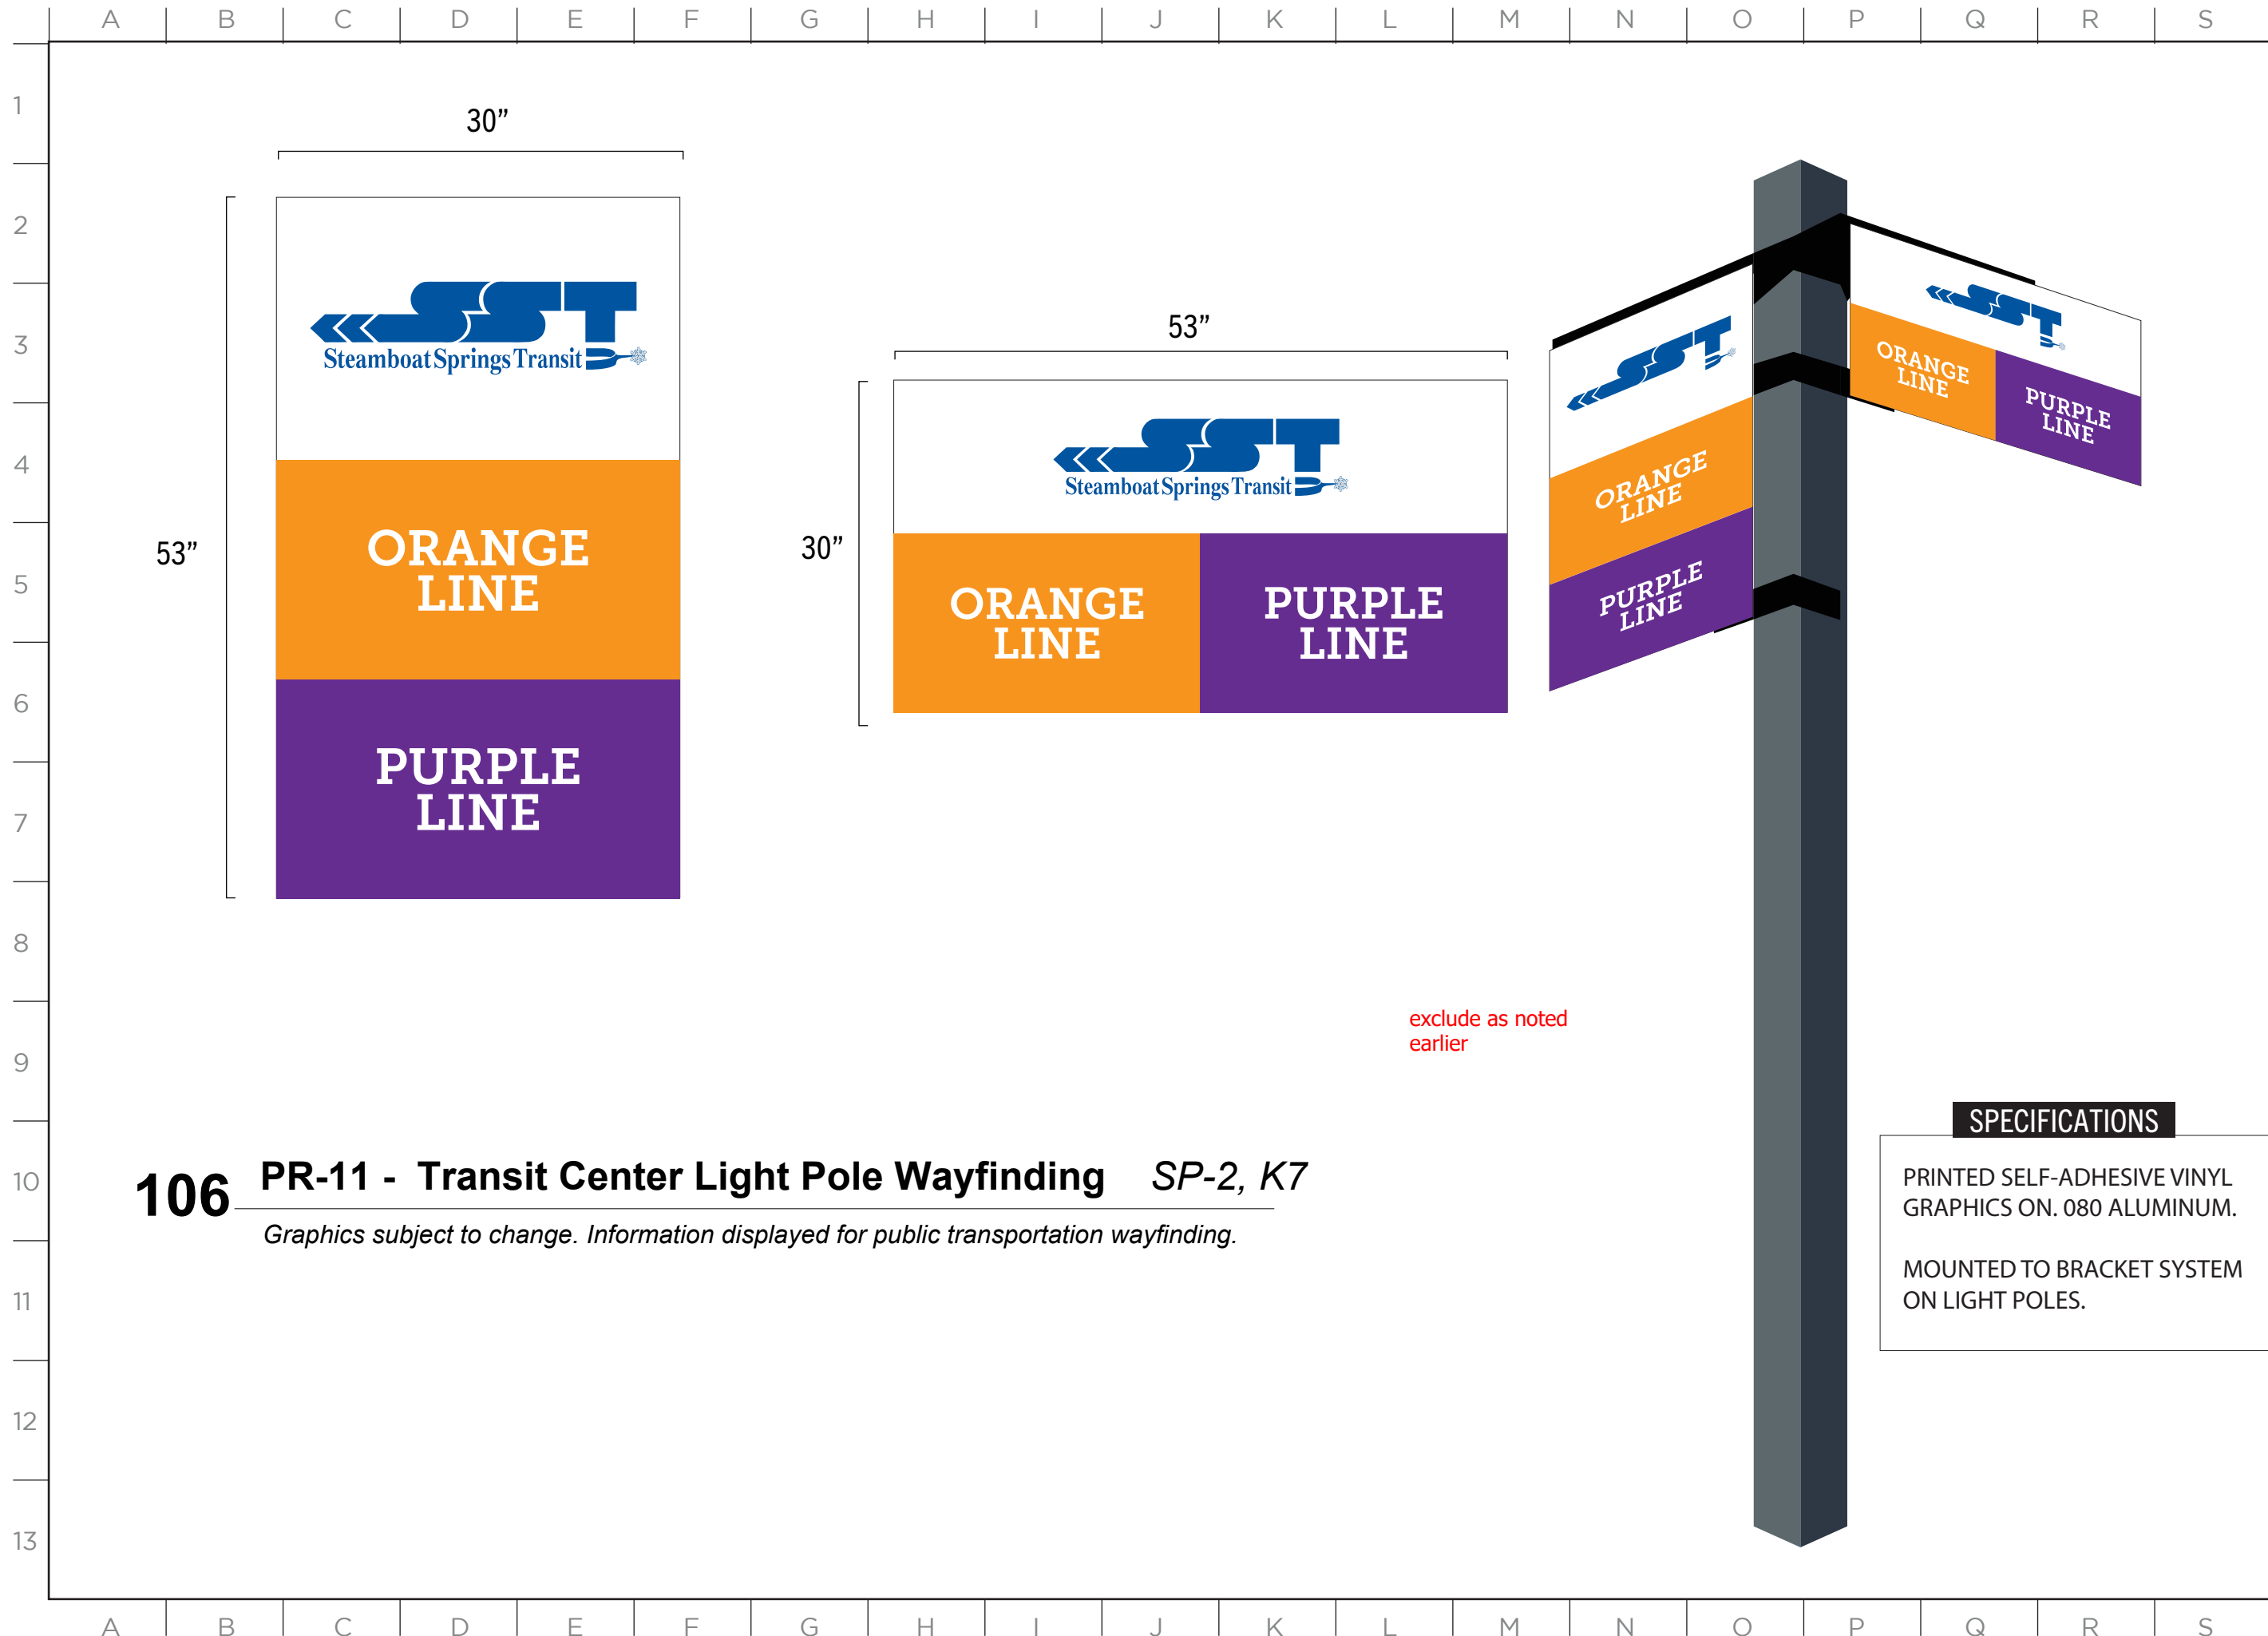 A B C D E F G H I J K L M N O P Q R S
1
2
3
4
5
6
7
8
9
10
11
12
13
30”
53”
SST
Steamboat Springs Transit
ORANGE
LINE
PURPLE
LINE
53”
30”
SST
Steamboat Springs Transit
ORANGE
LINE
PURPLE
LINE
SST
ORANGE
LINE
PURPLE
LINE
SST
ORANGE
LINE
PURPLE
LINE
exclude as noted
earlier
106 PR-11 - Transit Center Light Pole Wayfinding SP-2, K7
Graphics subject to change. Information displayed for public transportation wayfinding.
SPECIFICATIONS
PRINTED SELF-ADHESIVE VINYL
GRAPHICS ON. 080 ALUMINUM.
MOUNTED TO BRACKET SYSTEM
ON LIGHT POLES.
A B C D E F G H I J K L M N O P Q R S